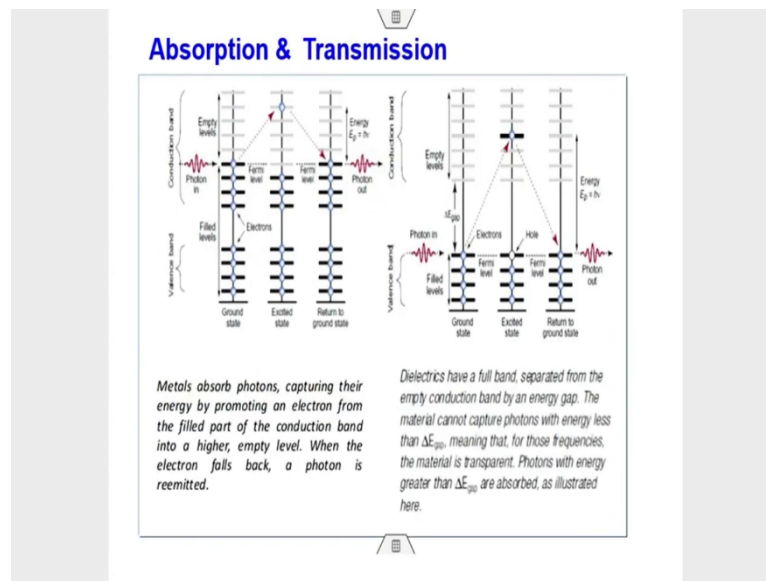 Absorption & Transmission
Conduction band
Empty
levels
Photon
in
Fermi
level
Fermi
level
Energy
Ep = hν
Photon
out
Filled
levels
Electrons
Valence band
Ground
state
Excited
state
Return to
ground state
Conduction band
Empty
levels
ΔEgap
Photon in
Electrons
Hole
Energy
Ep = hν
Valence band
Filled
levels
Fermi
level
Fermi
level
Photon
out
Ground
state
Excited
state
Return to
ground state
Metals absorb photons, capturing their
energy by promoting an electron from
the filled part of the conduction band
into a higher, empty level. When the
electron falls back, a photon is
reemitted.
Dielectrics have a full band, separated from the
empty conduction band by an energy gap. The
material cannot capture photons with energy less
than ΔEgap, meaning that, for those frequencies,
the material is transparent. Photons with energy
greater than ΔEgap are absorbed, as illustrated
here.